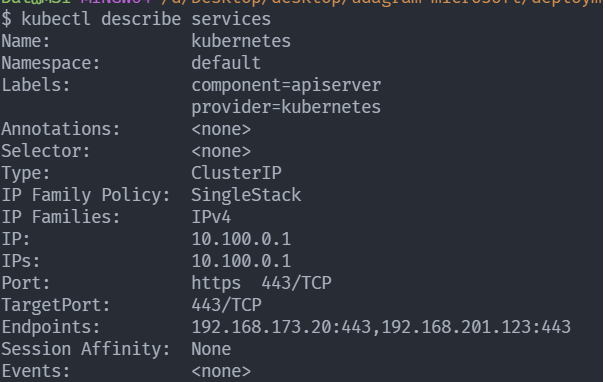 $ kubectl describe services
Name: kubernetes
Namespace: default
Labels: component=apiserver
provider=kubernetes
Annotations: <none>
Selector: <none>
Type: ClusterIP
IP Family Policy: SingleStack
IP Families: IPv4
IP: 10.100.0.1
IPs: 10.100.0.1
Port: https 443/TCP
TargetPort: 443/TCP
Endpoints: 192.168.173.20:443,192.168.201.123:443
Session Affinity: None
Events: <none>